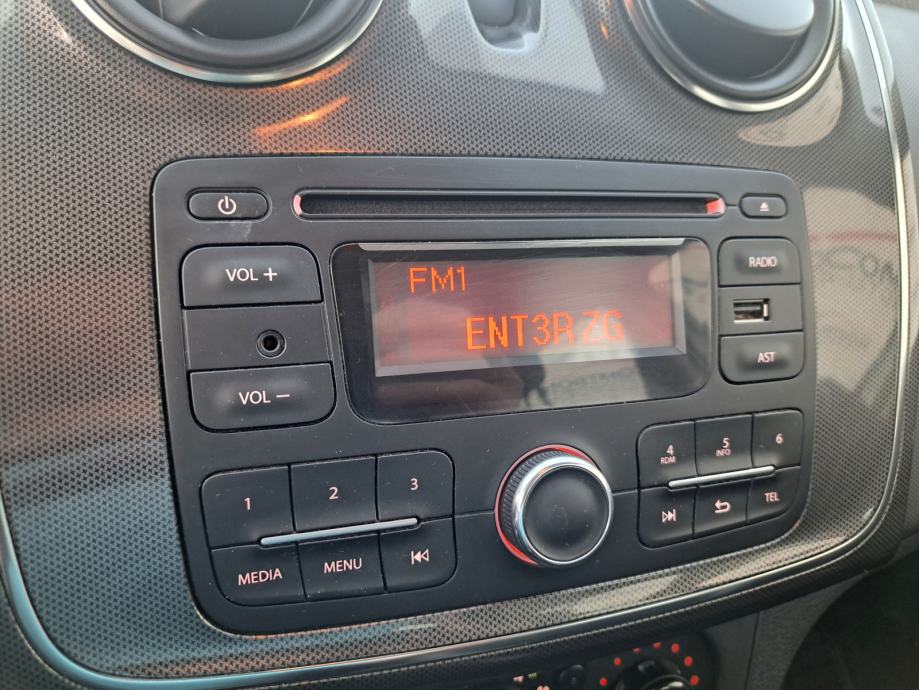 VOL +
RADIO
FM1
ENT3R ZG
AST
VOL −
1
2
3
4
RDM
5
INFO
6
MEDIA
MENU
TEL